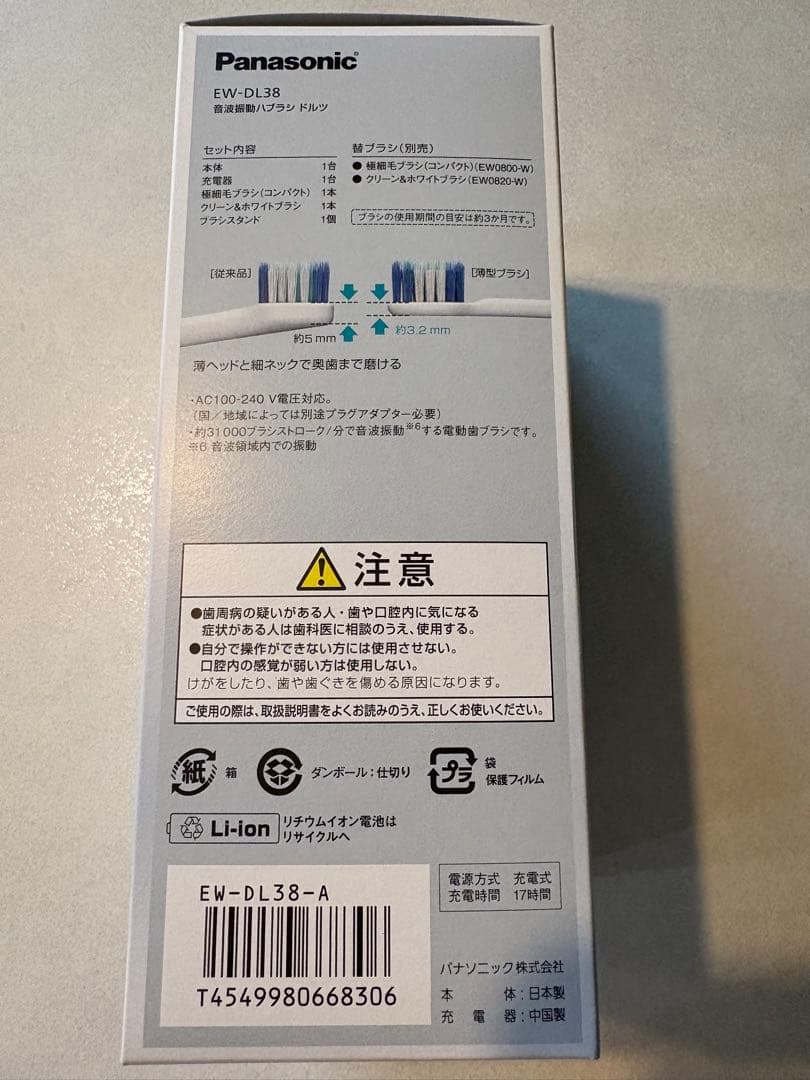 Panasonic
EW-DL38
音波振動ハブラシ ドルツ
セット内容
本体 1台
充電器 1台
極細毛ブラシ(コンパクト) 1本
クリーン&ホワイトブラシ 1本
ブラシスタンド 1個
替ブラシ(別売)
● 極細毛ブラシ(コンパクト)(EW0800-W)
● クリーン&ホワイトブラシ(EW0820-W)
ブラシの使用期間の目安は約3か月です。
[従来品]
約5mm
[薄型ブラシ]
約3.2mm
薄ヘッドと細ネックで奥歯まで磨ける
・AC100-240 V電圧対応。
(国/地域によっては別途プラグアダプター必要)
・約31000ブラシストローク/分で音波振動※6する電動歯ブラシです。
※6 音波領域内での振動
注意
●歯周病の疑いがある人・歯や口腔内に気になる
症状がある人は歯科医に相談のうえ、使用する。
●自分で操作ができない方には使用させない。
口腔内の感覚が弱い方は使用しない。
けがをしたり、歯や歯ぐきを傷める原因になります。
ご使用の際は、取扱説明書をよくお読みのうえ、正しくお使いください。
紙 箱
ダンボール:仕切り
プラ 袋
保護フィルム
Li-ion リチウムイオン電池は
リサイクルへ
EW-DL38-A
T4549980668306
電源方式 充電式
充電時間 17時間
パナソニック株式会社
本体:日本製
充電器:中国製